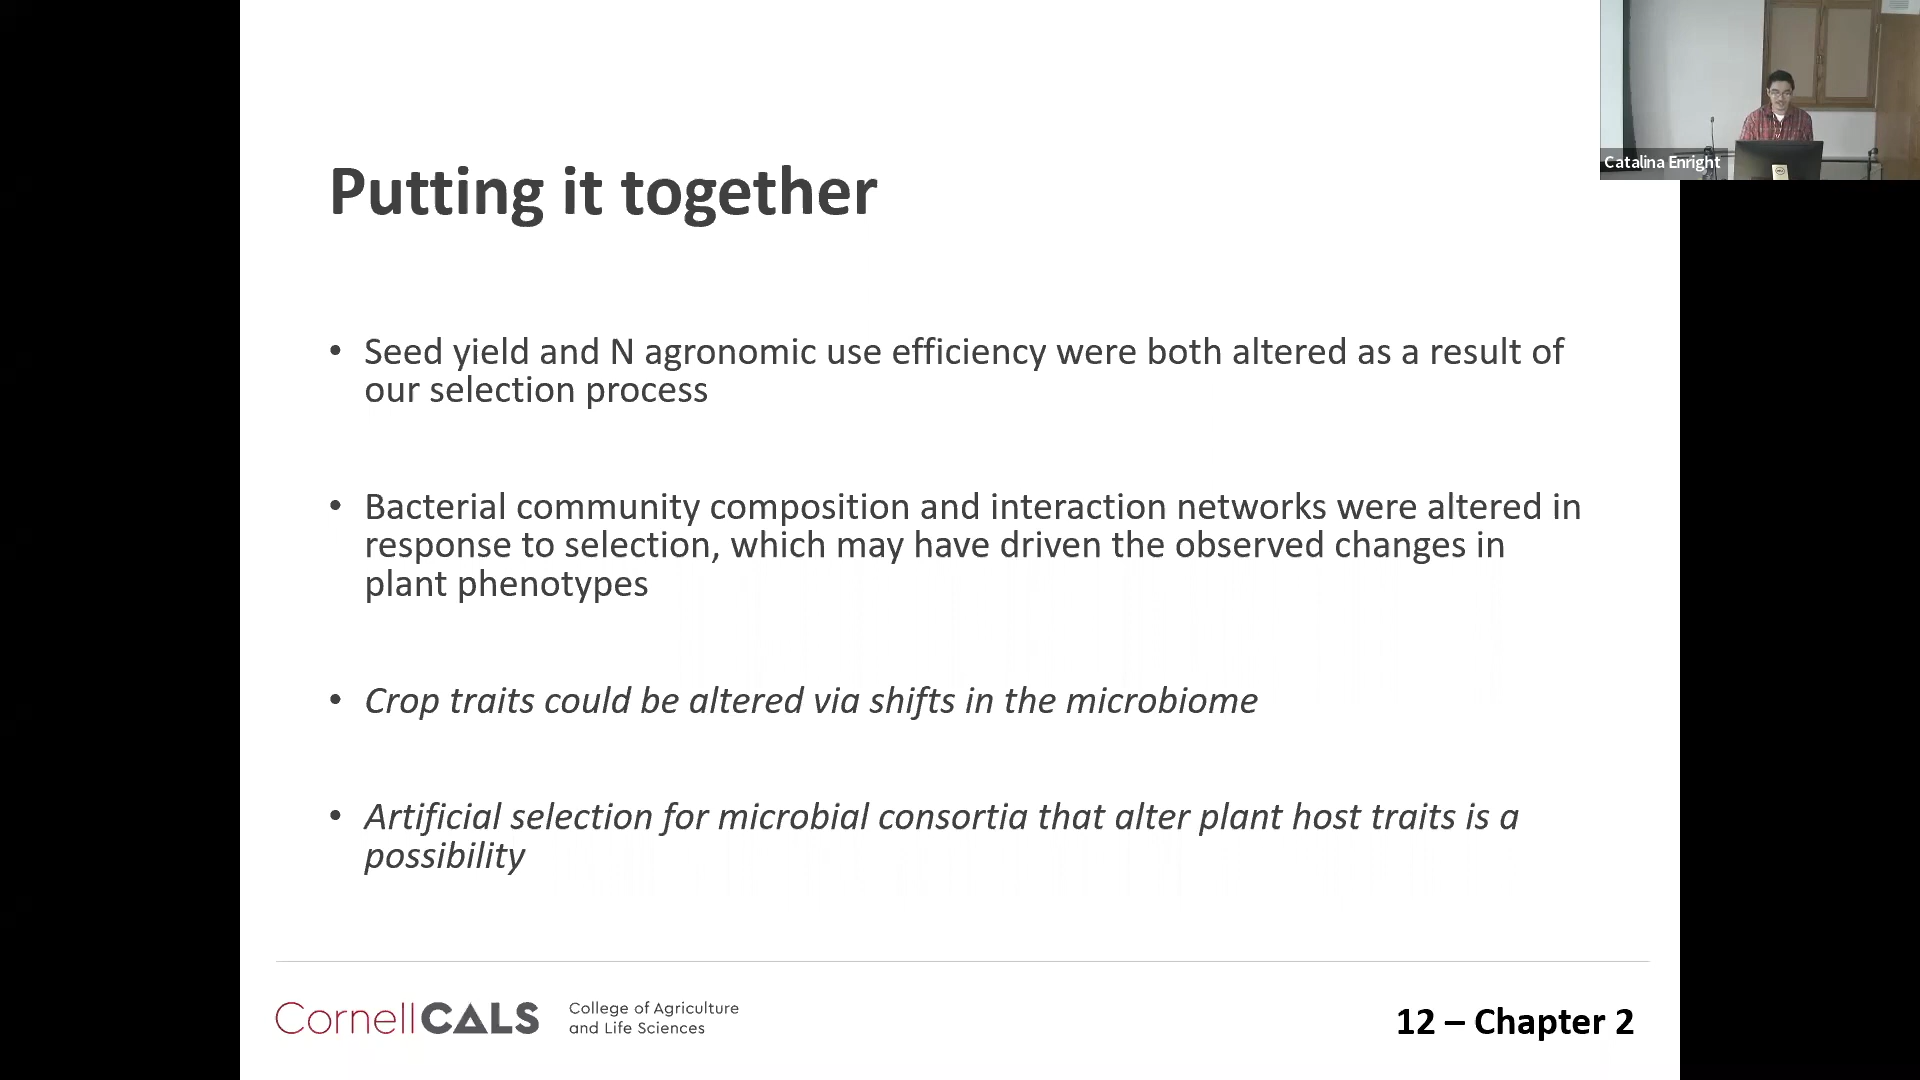 Catalina Enright
Putting it together
• Seed yield and N agronomic use efficiency were both altered as a result of
our selection process
• Bacterial community composition and interaction networks were altered in
response to selection, which may have driven the observed changes in
plant phenotypes
• Crop traits could be altered via shifts in the microbiome
• Artificial selection for microbial consortia that alter plant host traits is a
possibility
CornellCALS
College of Agriculture
and Life Sciences
12 – Chapter 2